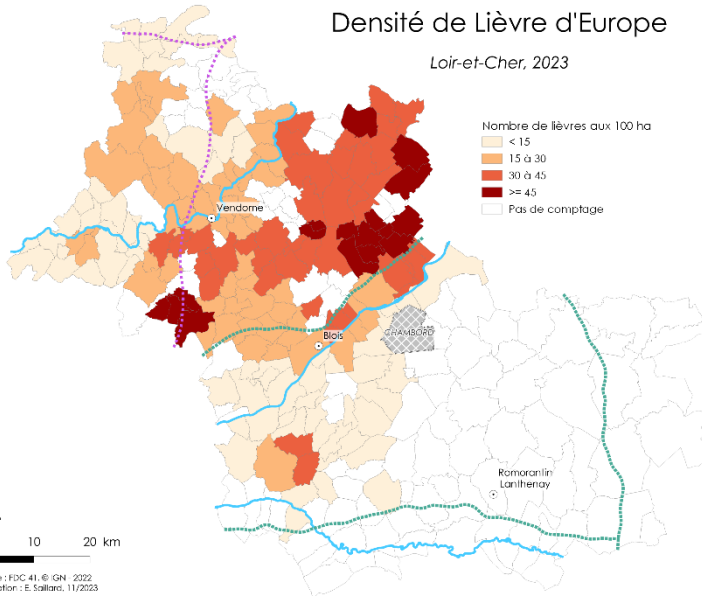 Densité de Lièvre d'Europe
Loir-et-Cher, 2023
Nombre de lièvres aux 100 ha
< 15
15 à 30
30 à 45
>= 45
Pas de comptage
Vendome
Blois
CHAMBORD
Romorantin
Lanthenay
10 20 km
: FDC 41, © IGN - 2022
ation : E. Saillard, 11/2023